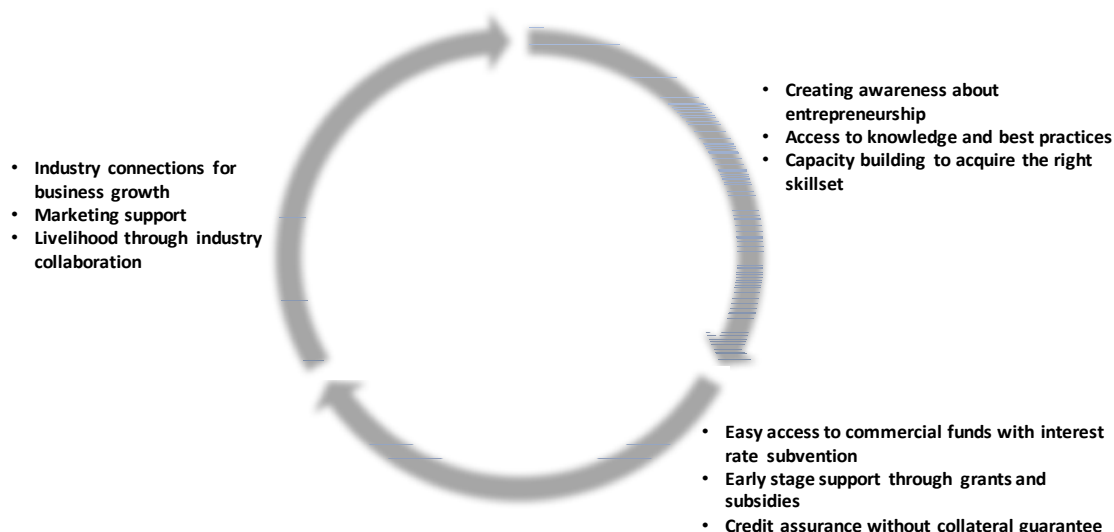 • Creating awareness about
entrepreneurship
• Access to knowledge and best practices
• Capacity building to acquire the right
skillset
• Industry connections for
business growth
• Marketing support
• Livelihood through industry
collaboration
• Easy access to commercial funds with interest
rate subvention
• Early stage support through grants and
subsidies
• Credit assurance without collateral guarantee